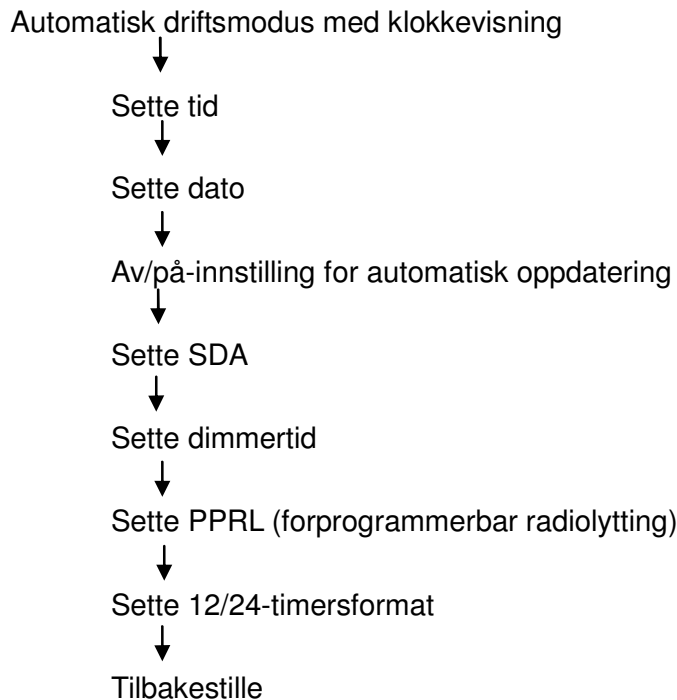 Automatisk driftsmodus med klokkevisning
Sette tid
Sette dato
Av/på-innstilling for automatisk oppdatering
Sette SDA
Sette dimmertid
Sette PPRL (forprogrammerbar radiolytting)
Sette 12/24-timersformat
Tilbakestille